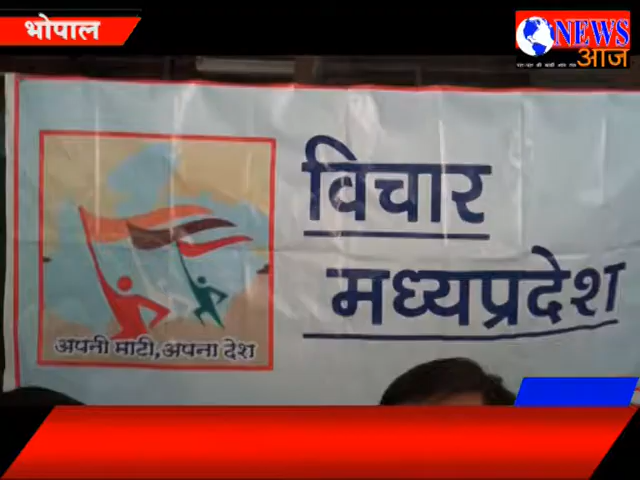 भोपाल
NEWS
आज
विचार
मध्यप्रदेश
अपनी माटी, अपना देश